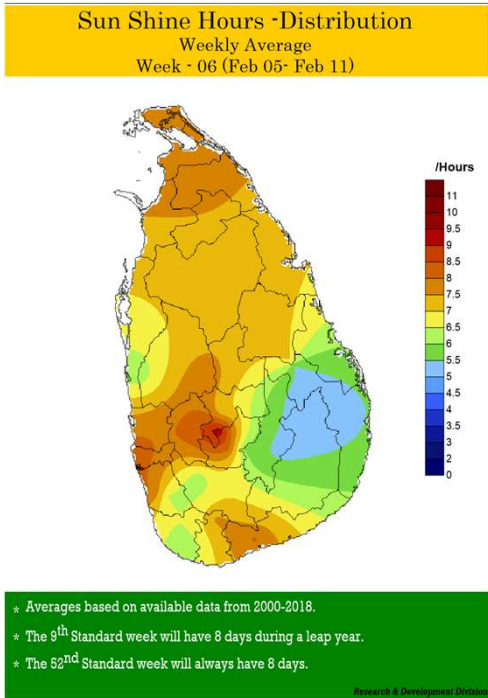 Sun Shine Hours -Distribution
Weekly Average
Week - 06 (Feb 05- Feb 11)
/Hours
11
10
9.5
9
8.5
8
7.5
7
6.5
6
5.5
5
4.5
4
3.5
3
2
0
* Averages based on available data from 2000-2018.
* The 9th Standard week will have 8 days during a leap year.
* The 52nd Standard week will always have 8 days.
Research & Development Division